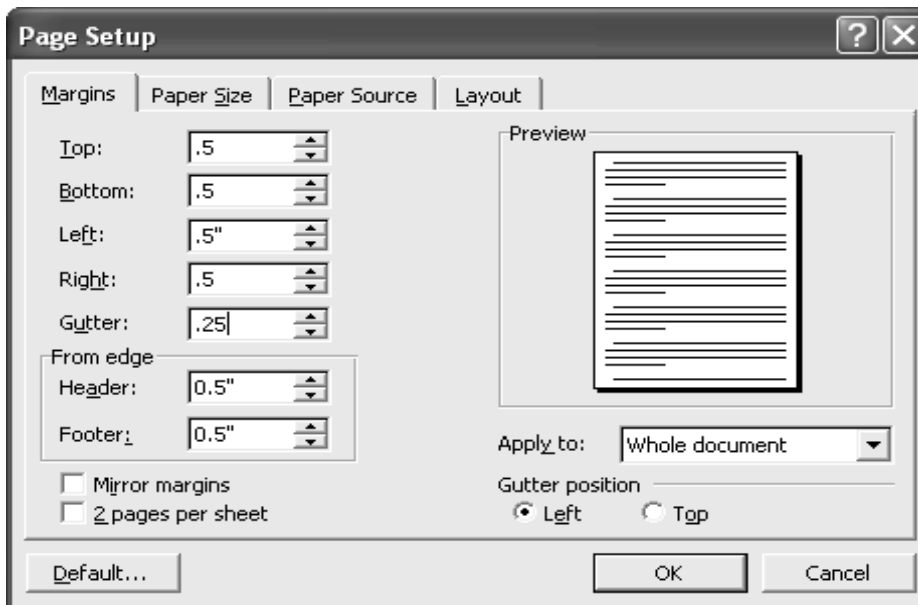 Page Setup
Margins Paper Size Paper Source Layout
Top: .5
Bottom: .5
Left: .5"
Right: .5
Gutter: .25
From edge
Header: 0.5"
Footer: 0.5"
Mirror margins
2 pages per sheet
Preview
Apply to: Whole document
Gutter position
Left Top
Default... OK Cancel